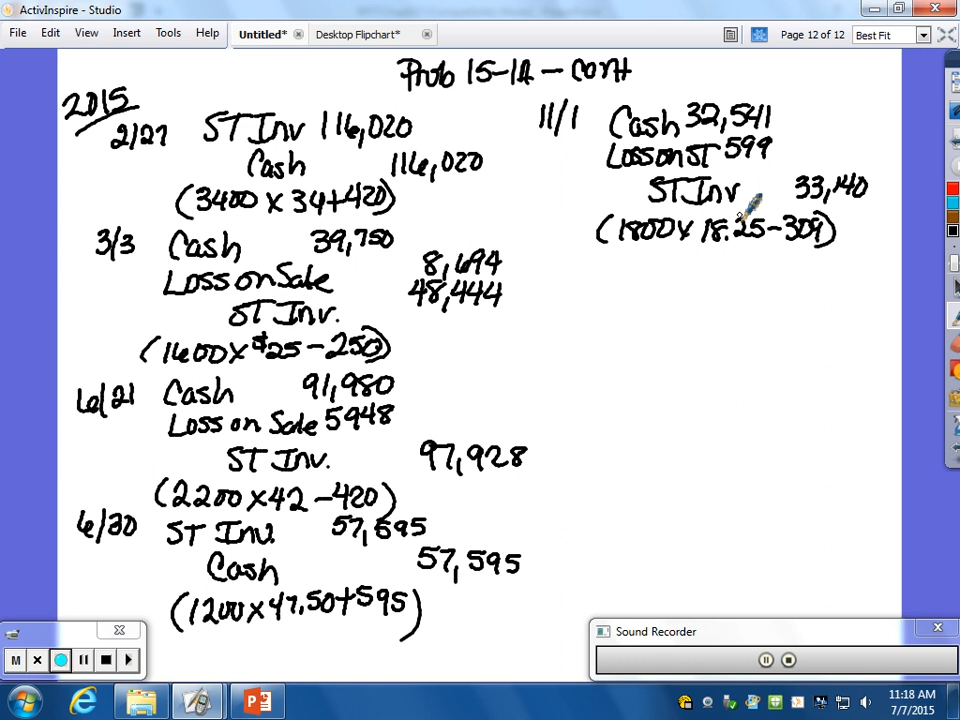 ActivInspire - Studio
File Edit View Insert Tools Help Untitled* Desktop Flipchart* Page 12 of 12 Best Fit
Prob 15-1A - cont
2015
2/27 ST Inv 116,020
Cash 116,020
(3400 x 34+420)
3/3 Cash 39,750
Loss on Sale 8,694
ST Inv. 48,444
(1600 x $25 - 250)
6/21 Cash 91,980
Loss on Sale 5948
ST Inv. 97,928
(2200 x 42 - 420)
6/30 ST Inv. 57,595
Cash 57,595
(1200 x 47.50 + 595)
11/1 Cash 32,541
Loss on ST 599
ST Inv 33,140
(1800 x 18.25 - 309)
M
Sound Recorder
11:18 AM
7/7/2015